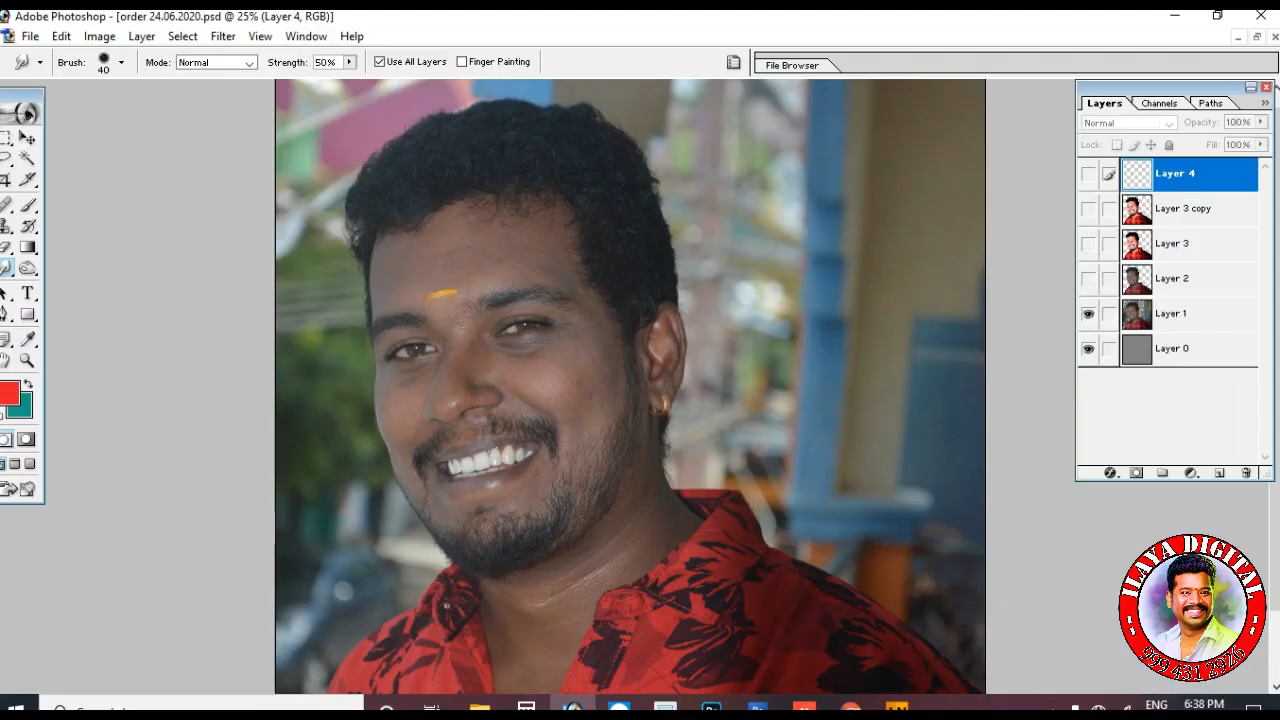 Adobe Photoshop - [order 24.06.2020.psd @ 25% (Layer 4, RGB)]
File Edit Image Layer Select Filter View Window Help
Brush: 40 Mode: Normal Strength: 50% Use All Layers Finger Painting File Browser
Layers Channels Paths
Normal Opacity: 100%
Lock: Fill: 100%
Layer 4
Layer 3 copy
Layer 3
Layer 2
Layer 1
Layer 0
ILAYA DIGITAL
999 431 2926
ENG 6:38 PM